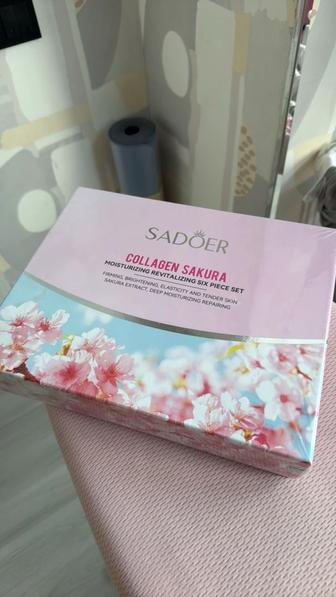 SADOER
COLLAGEN SAKURA
MOISTURIZING REVITALIZING SIX PIECE SET
FIRMING, BRIGHTENING, ELASTICITY AND TENDER SKIN
SAKURA EXTRACT, DEEP MOISTURIZING REPAIRING